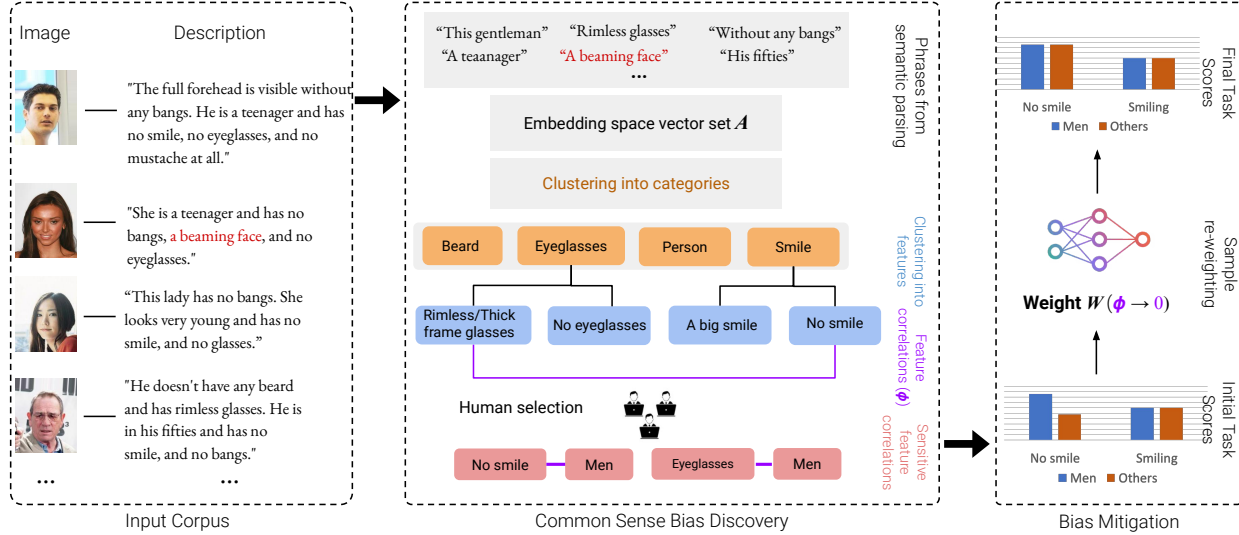 Image
Description
"The full forehead is visible without
any bangs. He is a teenager and has
no smile, no eyeglasses, and no
mustache at all."
"She is a teenager and has no
bangs, a beaming face, and no
eyeglasses."
“This lady has no bangs. She
looks very young and has no
smile, and no glasses.”
"He doesn't have any beard
and has rimless glasses. He is
in his fifties and has no
smile, and no bangs."
...
...
Input Corpus
“This gentleman”
“Rimless glasses”
“Without any bangs”
“A teaanager”
“A beaming face”
“His fifties”
...
Phrases from
semantic parsing
Embedding space vector set A
Clustering into categories
Beard
Eyeglasses
Person
Smile
Clustering into
features
Rimless/Thick
frame glasses
No eyeglasses
A big smile
No smile
Feature
correlations (ϕ)
Human selection
No smile
Men
Eyeglasses
Men
Sensitive
feature
correlations
Common Sense Bias Discovery
Final Task
Scores
No smile
Smiling
Men
Others
Sample
re-weighting
Weight W(ϕ → 0)
Initial Task
Scores
No smile
Smiling
Men
Others
Bias Mitigation